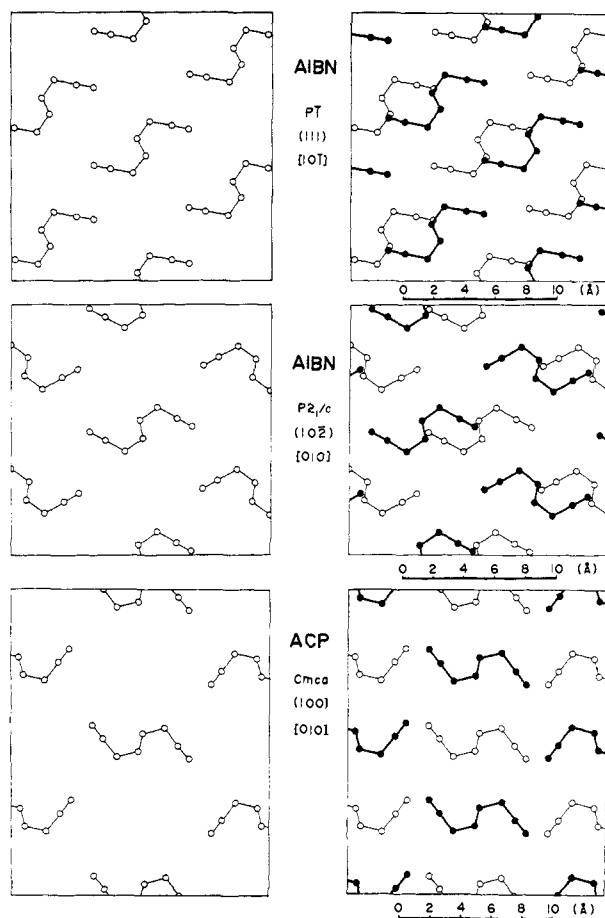 AIBN
P1̄
(111)
[101̄]
0 2 4 6 8 10 (Å)
AIBN
P2₁/c
(102̄)
[010]
0 2 4 6 8 10 (Å)
ACP
Cmca
(100)
[010]
0 2 4 6 8 10 (Å)